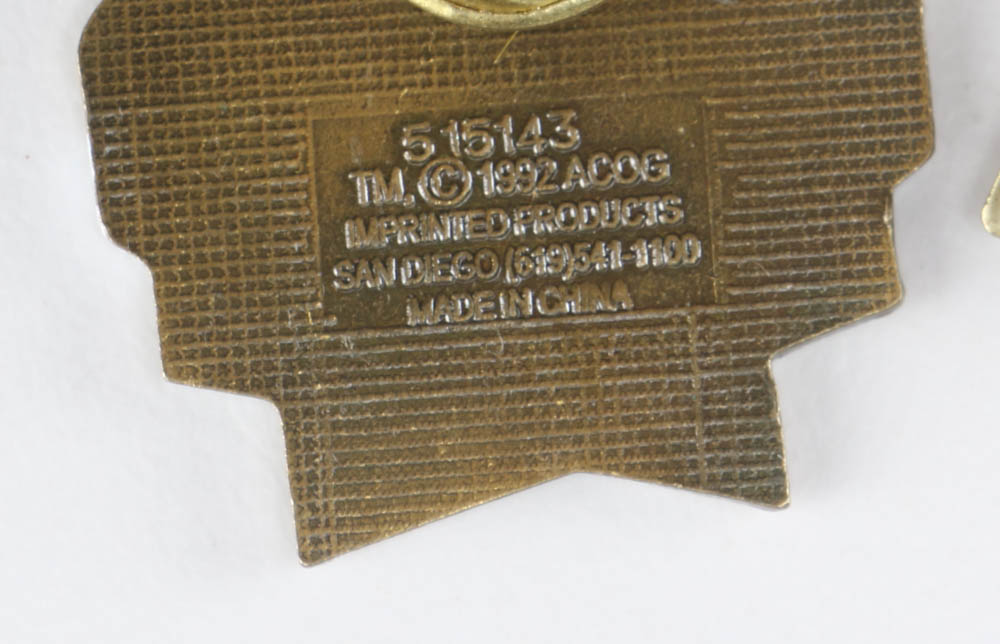 5 15143
TM, © 1992 ACOG
IMPRINTED PRODUCTS
SAN DIEGO (619)541-1100
MADE IN CHINA